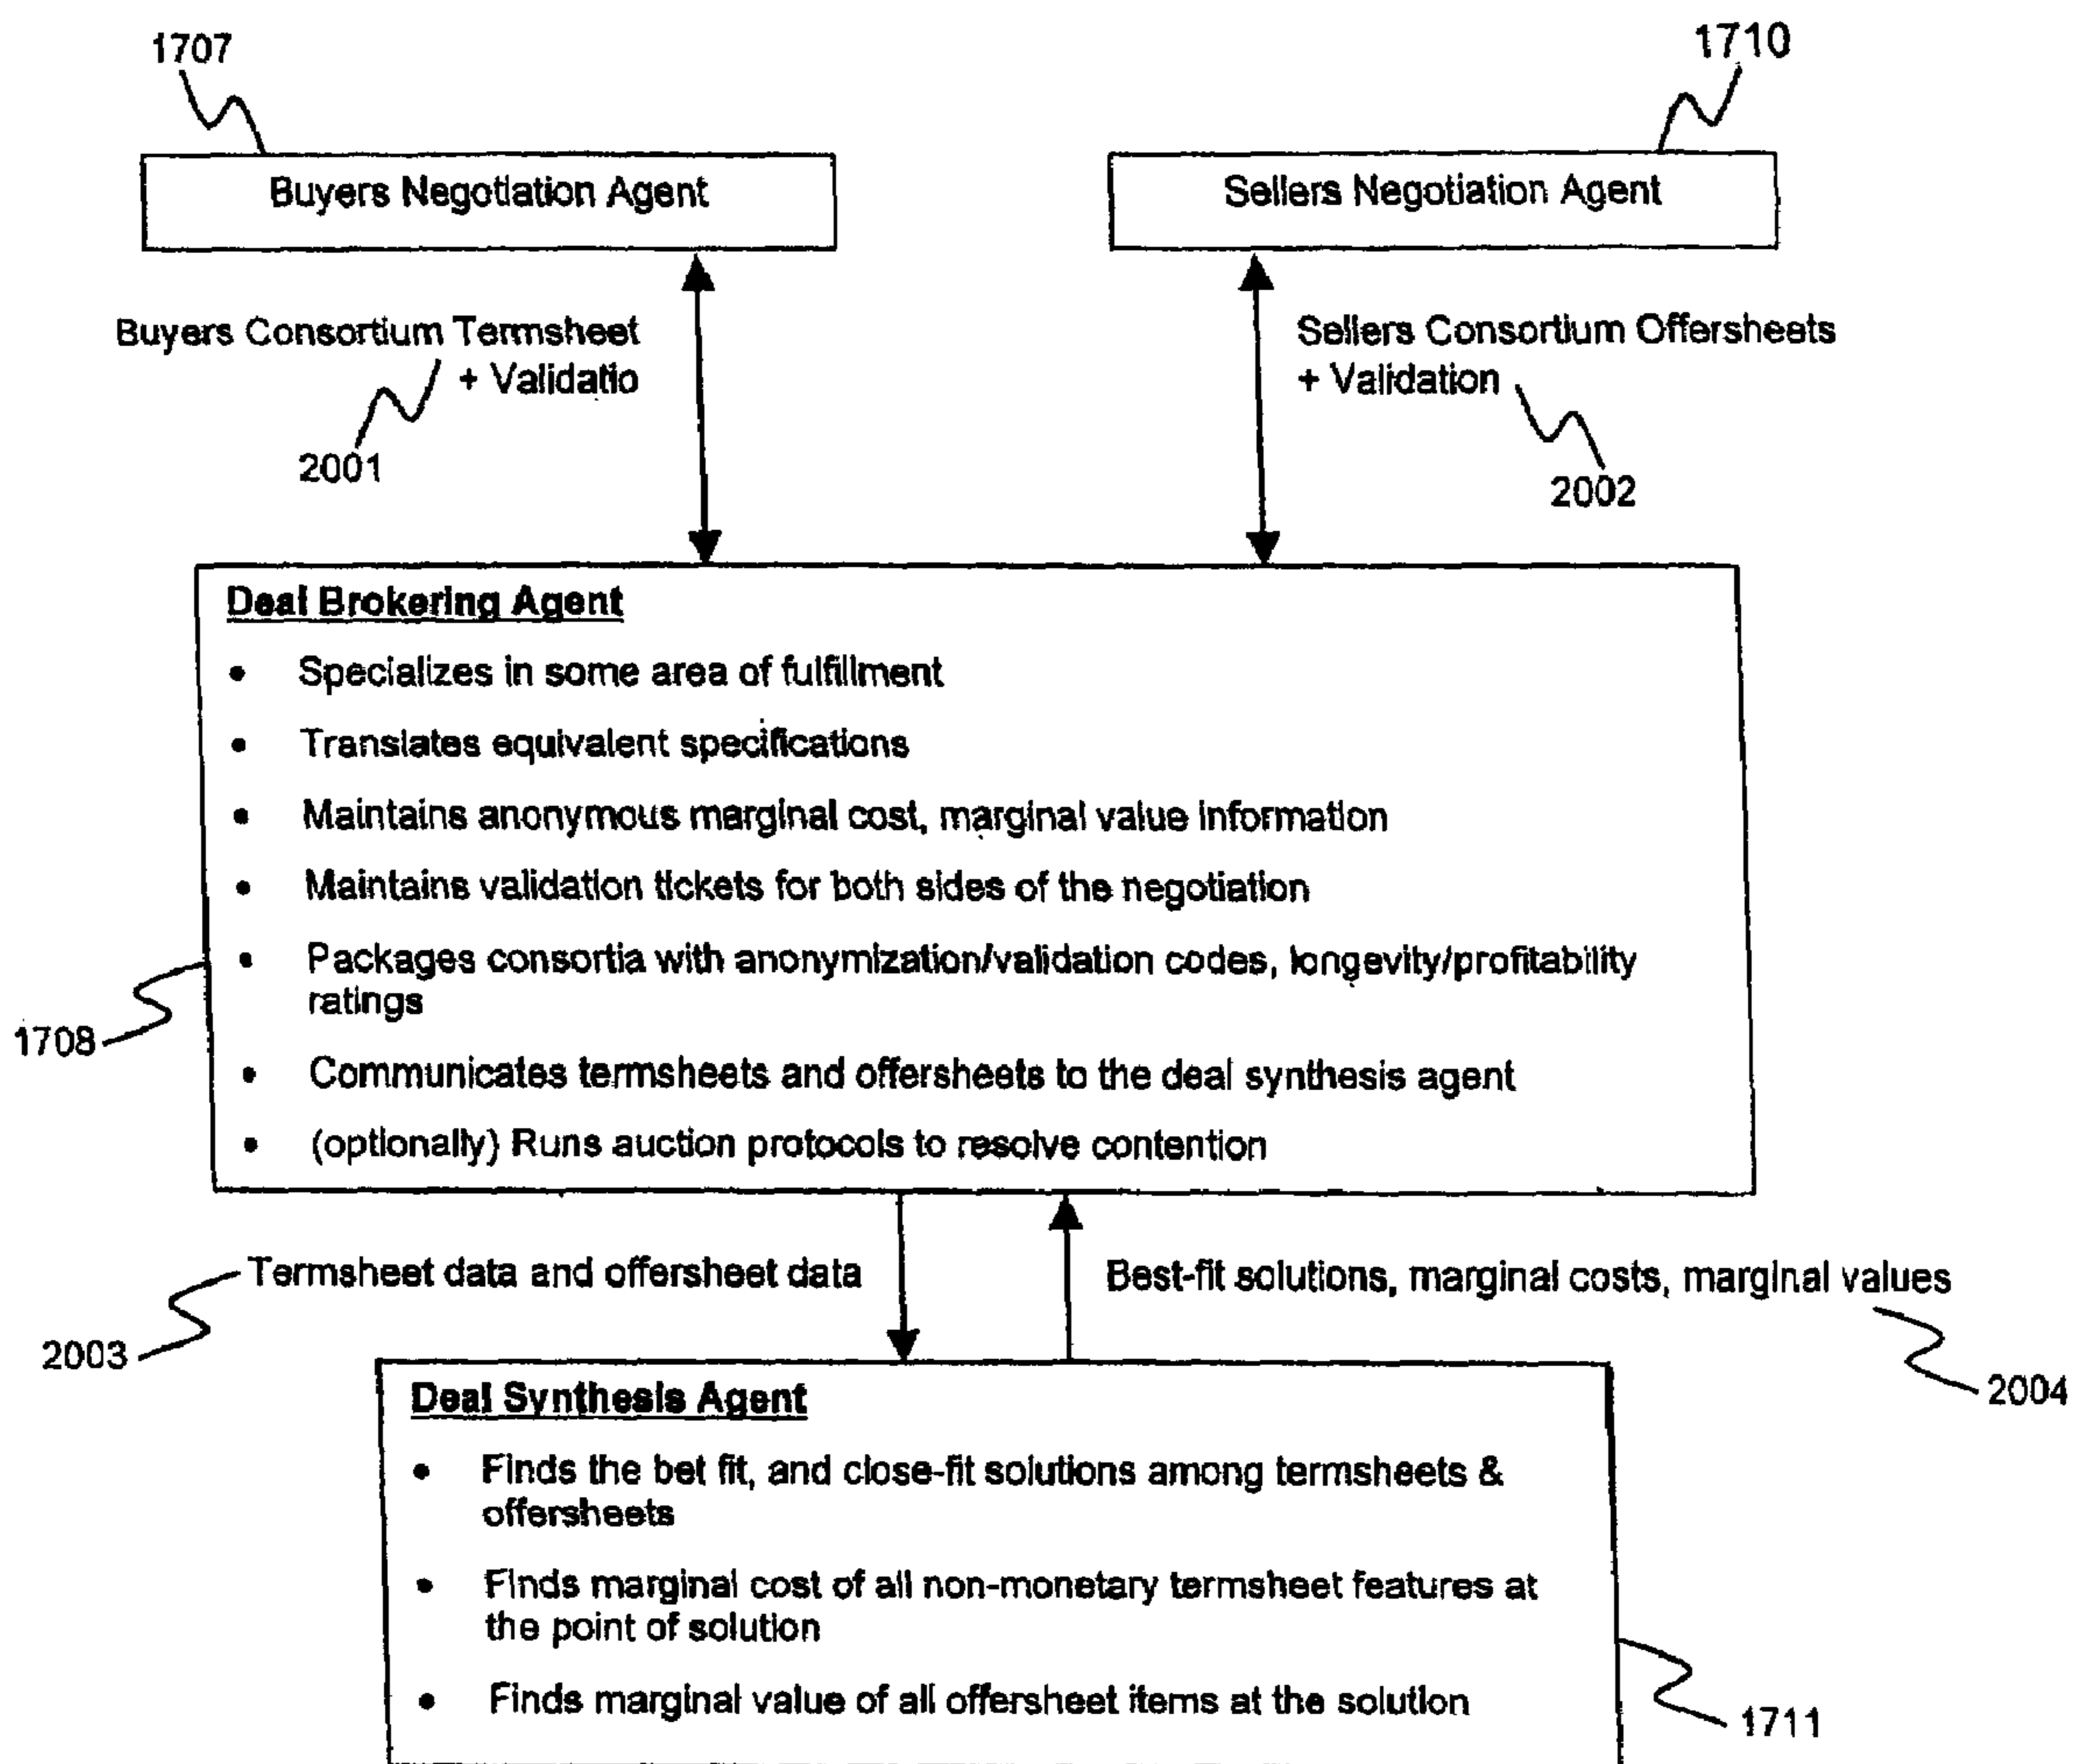 1707
1710
Buyers Negotiation Agent
Sellers Negotiation Agent
Buyers Consortium Termsheet
+ Validatio
2001
Sellers Consortium Offersheets
+ Validation
2002
Deal Brokering Agent
• Specializes in some area of fulfillment
• Translates equivalent specifications
• Maintains anonymous marginal cost, marginal value information
• Maintains validation tickets for both sides of the negotiation
• Packages consortia with anonymization/validation codes, longevity/profitability
ratings
1708
• Communicates termsheets and offersheets to the deal synthesis agent
• (optionally) Runs auction protocols to resolve contention
Termsheet data and offersheet data
2003
Best-fit solutions, marginal costs, marginal values
2004
Deal Synthesis Agent
• Finds the bet fit, and close-fit solutions among termsheets &
offersheets
• Finds marginal cost of all non-monetary termsheet features at
the point of solution
• Finds marginal value of all offersheet items at the solution
1711